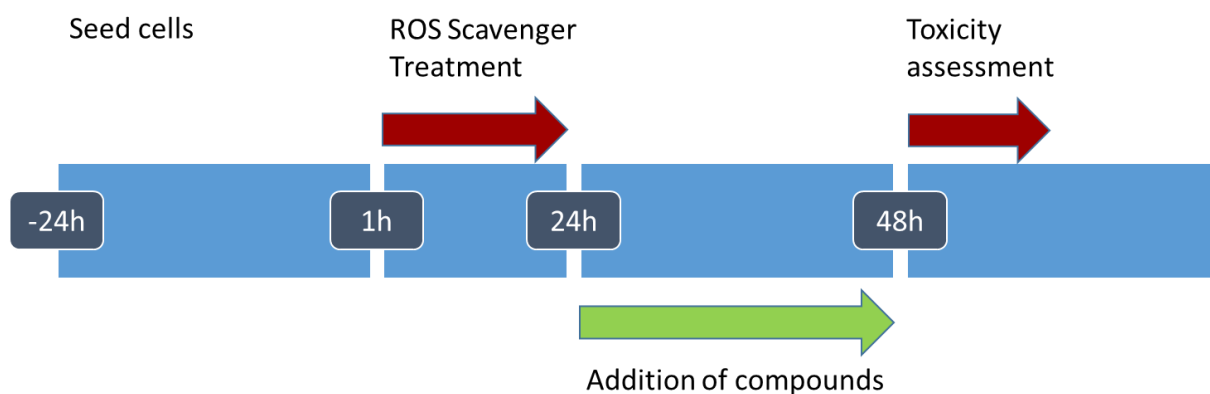 Seed cells
ROS Scavenger
Treatment
Toxicity
assessment
-24h
1h
24h
48h
Addition of compounds